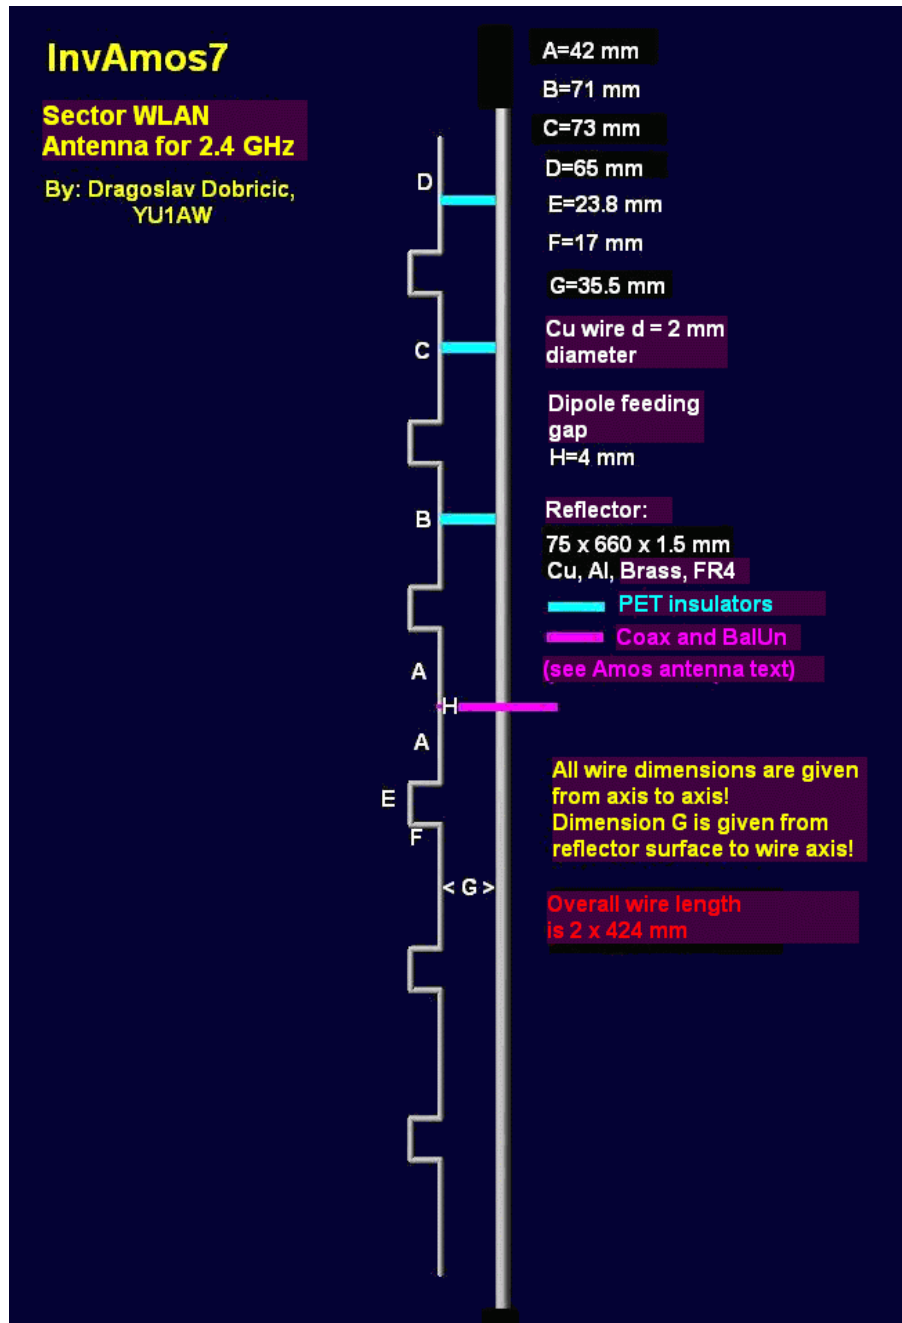 InvAmos7
Sector WLAN
Antenna for 2.4 GHz
By: Dragoslav Dobricic,
YU1AW
A=42 mm
B=71 mm
C=73 mm
D=65 mm
E=23.8 mm
F=17 mm
G=35.5 mm
Cu wire d = 2 mm
diameter
Dipole feeding
gap
H=4 mm
Reflector:
75 x 660 x 1.5 mm
Cu, Al, Brass, FR4
PET insulators
Coax and BalUn
(see Amos antenna text)
All wire dimensions are given
from axis to axis!
Dimension G is given from
reflector surface to wire axis!
Overall wire length
is 2 x 424 mm
D
C
B
A
H
A
E
F
< G >